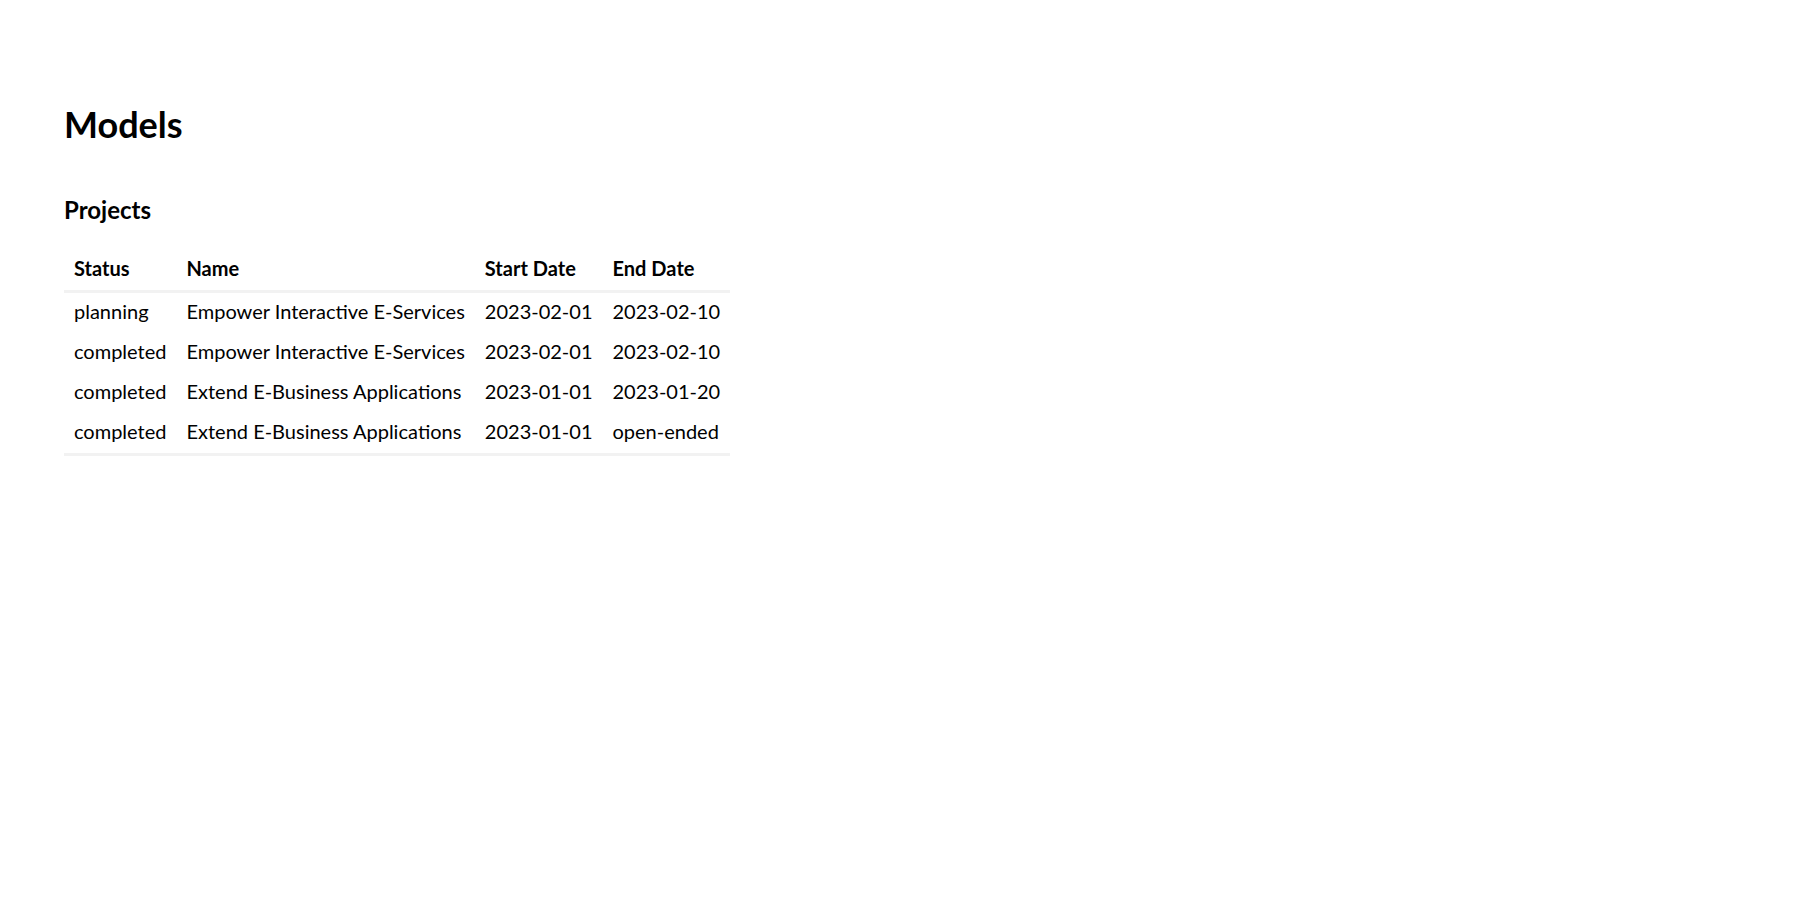 Models
Projects
Status Name Start Date End Date
planning Empower Interactive E-Services 2023-02-01 2023-02-10
completed Empower Interactive E-Services 2023-02-01 2023-02-10
completed Extend E-Business Applications 2023-01-01 2023-01-20
completed Extend E-Business Applications 2023-01-01 open-ended